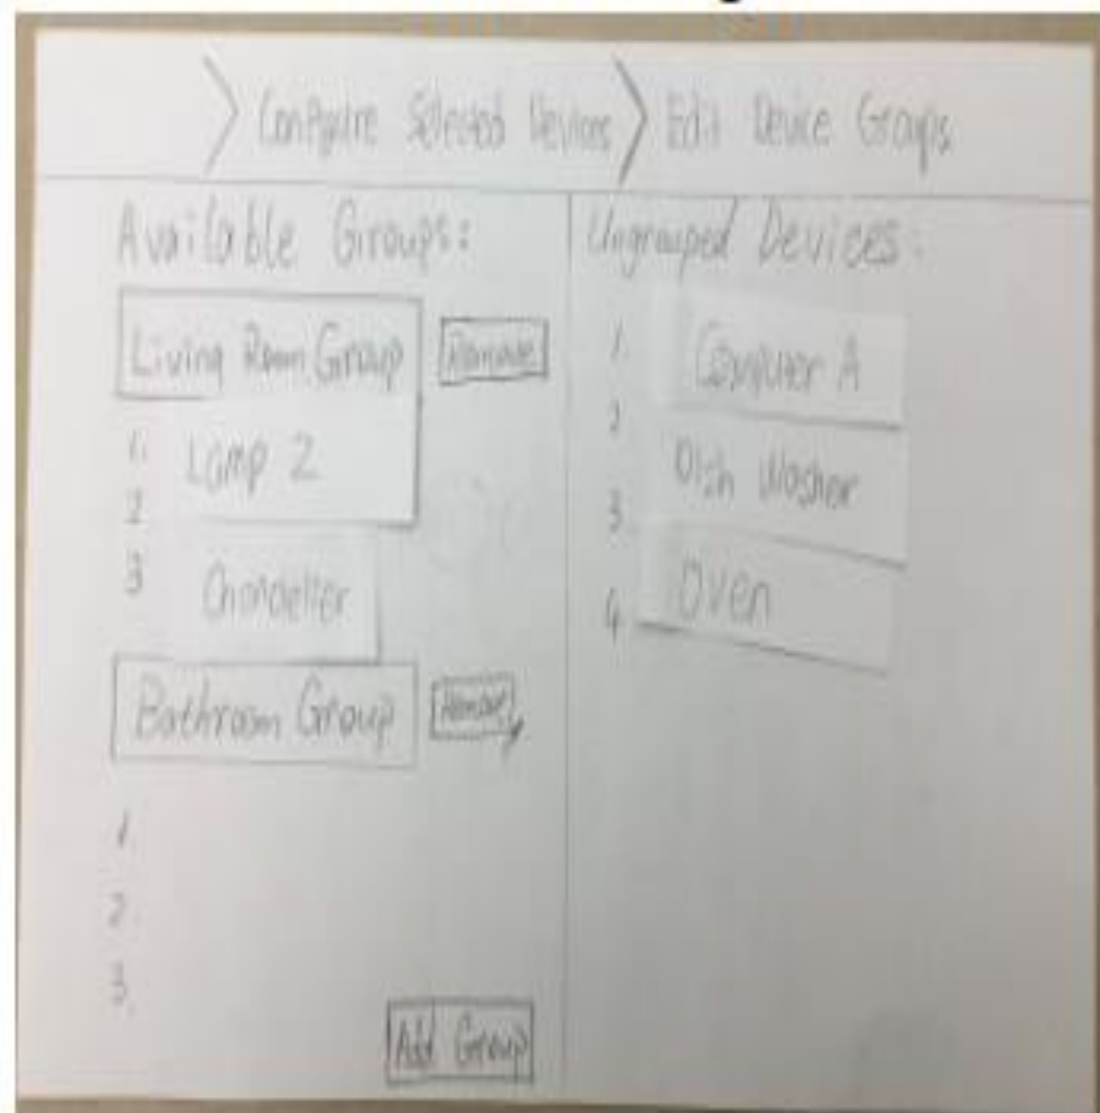 > Configure Selected Devices > Edit Device Groups
Available Groups:
Living Room Group
Remove
1.
Lamp 2
2
3
Chandelier
Bathroom Group
Remove
1
2
3
Add Group
Ungrouped Devices:
1.
Computer A
2
Dish Washer
3
Oven
4